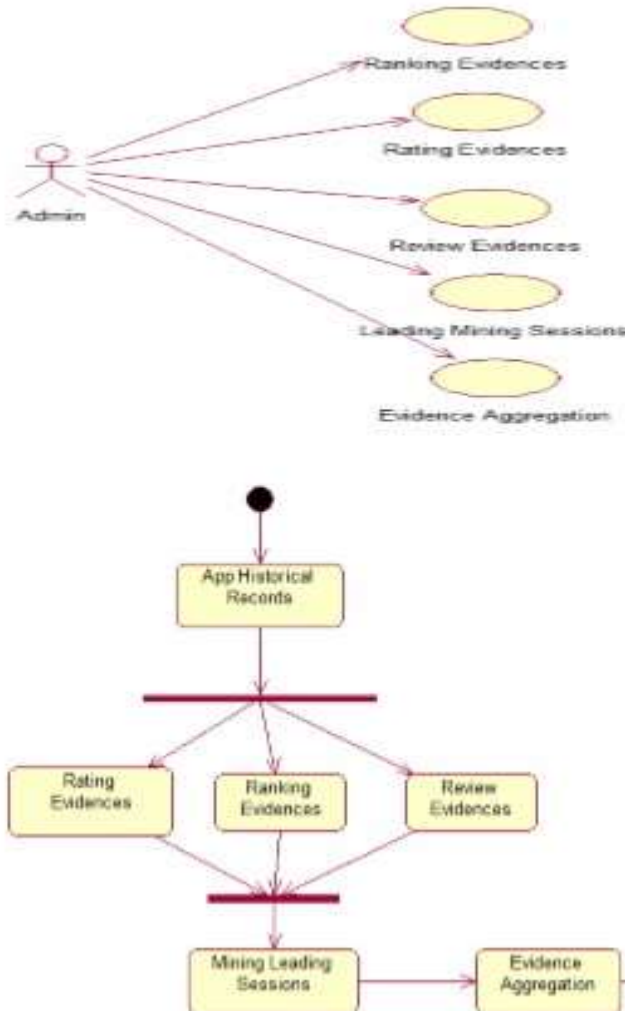 Ranking Evidences
Rating Evidences
Admin
Review Evidences
Leading Mining Sessions
Evidence Aggregation
App Historical
Records
Rating
Evidences
Ranking
Evidences
Review
Evidences
Mining Leading
Sessions
Evidence
Aggregation